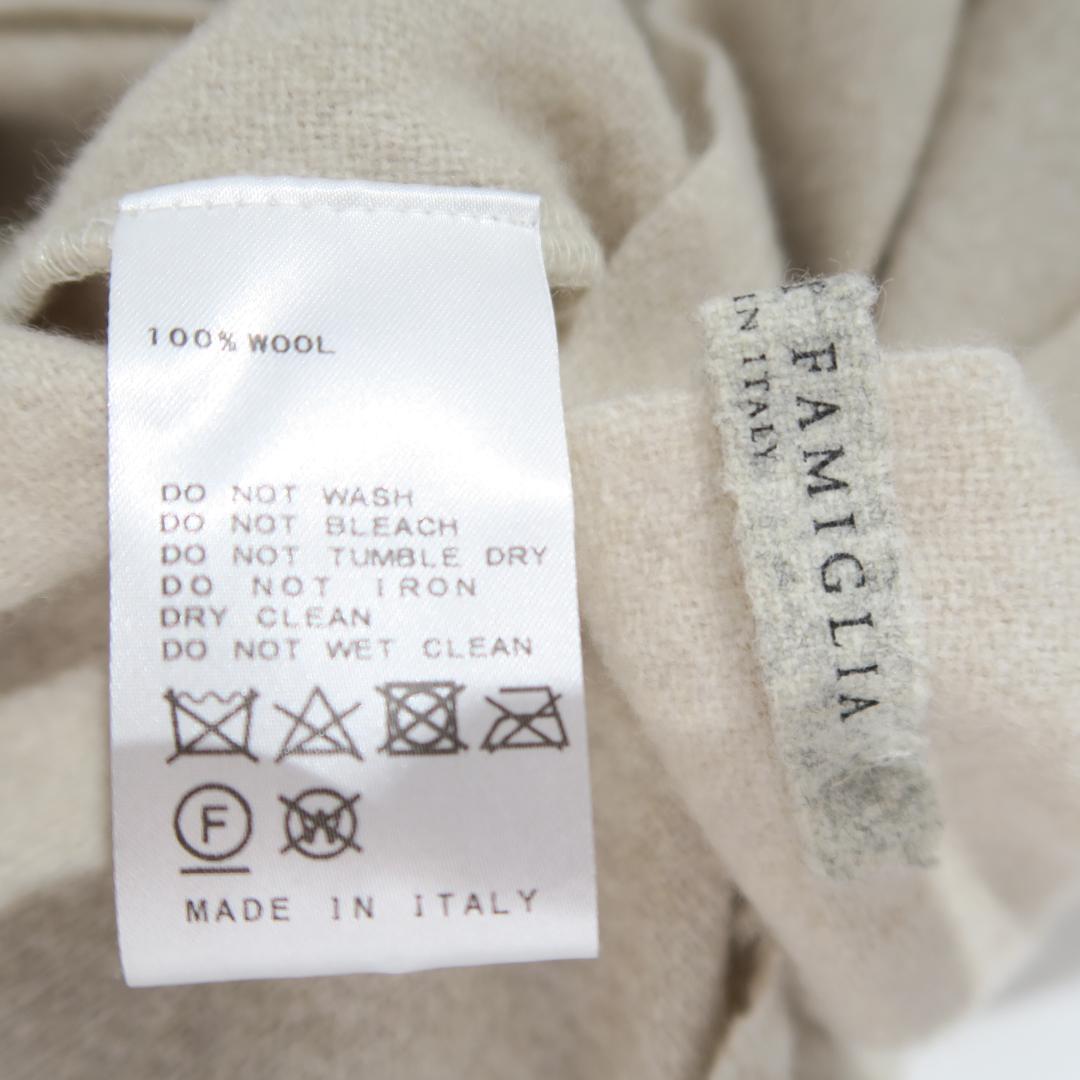 100% WOOL
DO NOT WASH
DO NOT BLEACH
DO NOT TUMBLE DRY
DO NOT IRON
DRY CLEAN
DO NOT WET CLEAN
F W
MADE IN ITALY
FAMIGLIA
IN ITALY